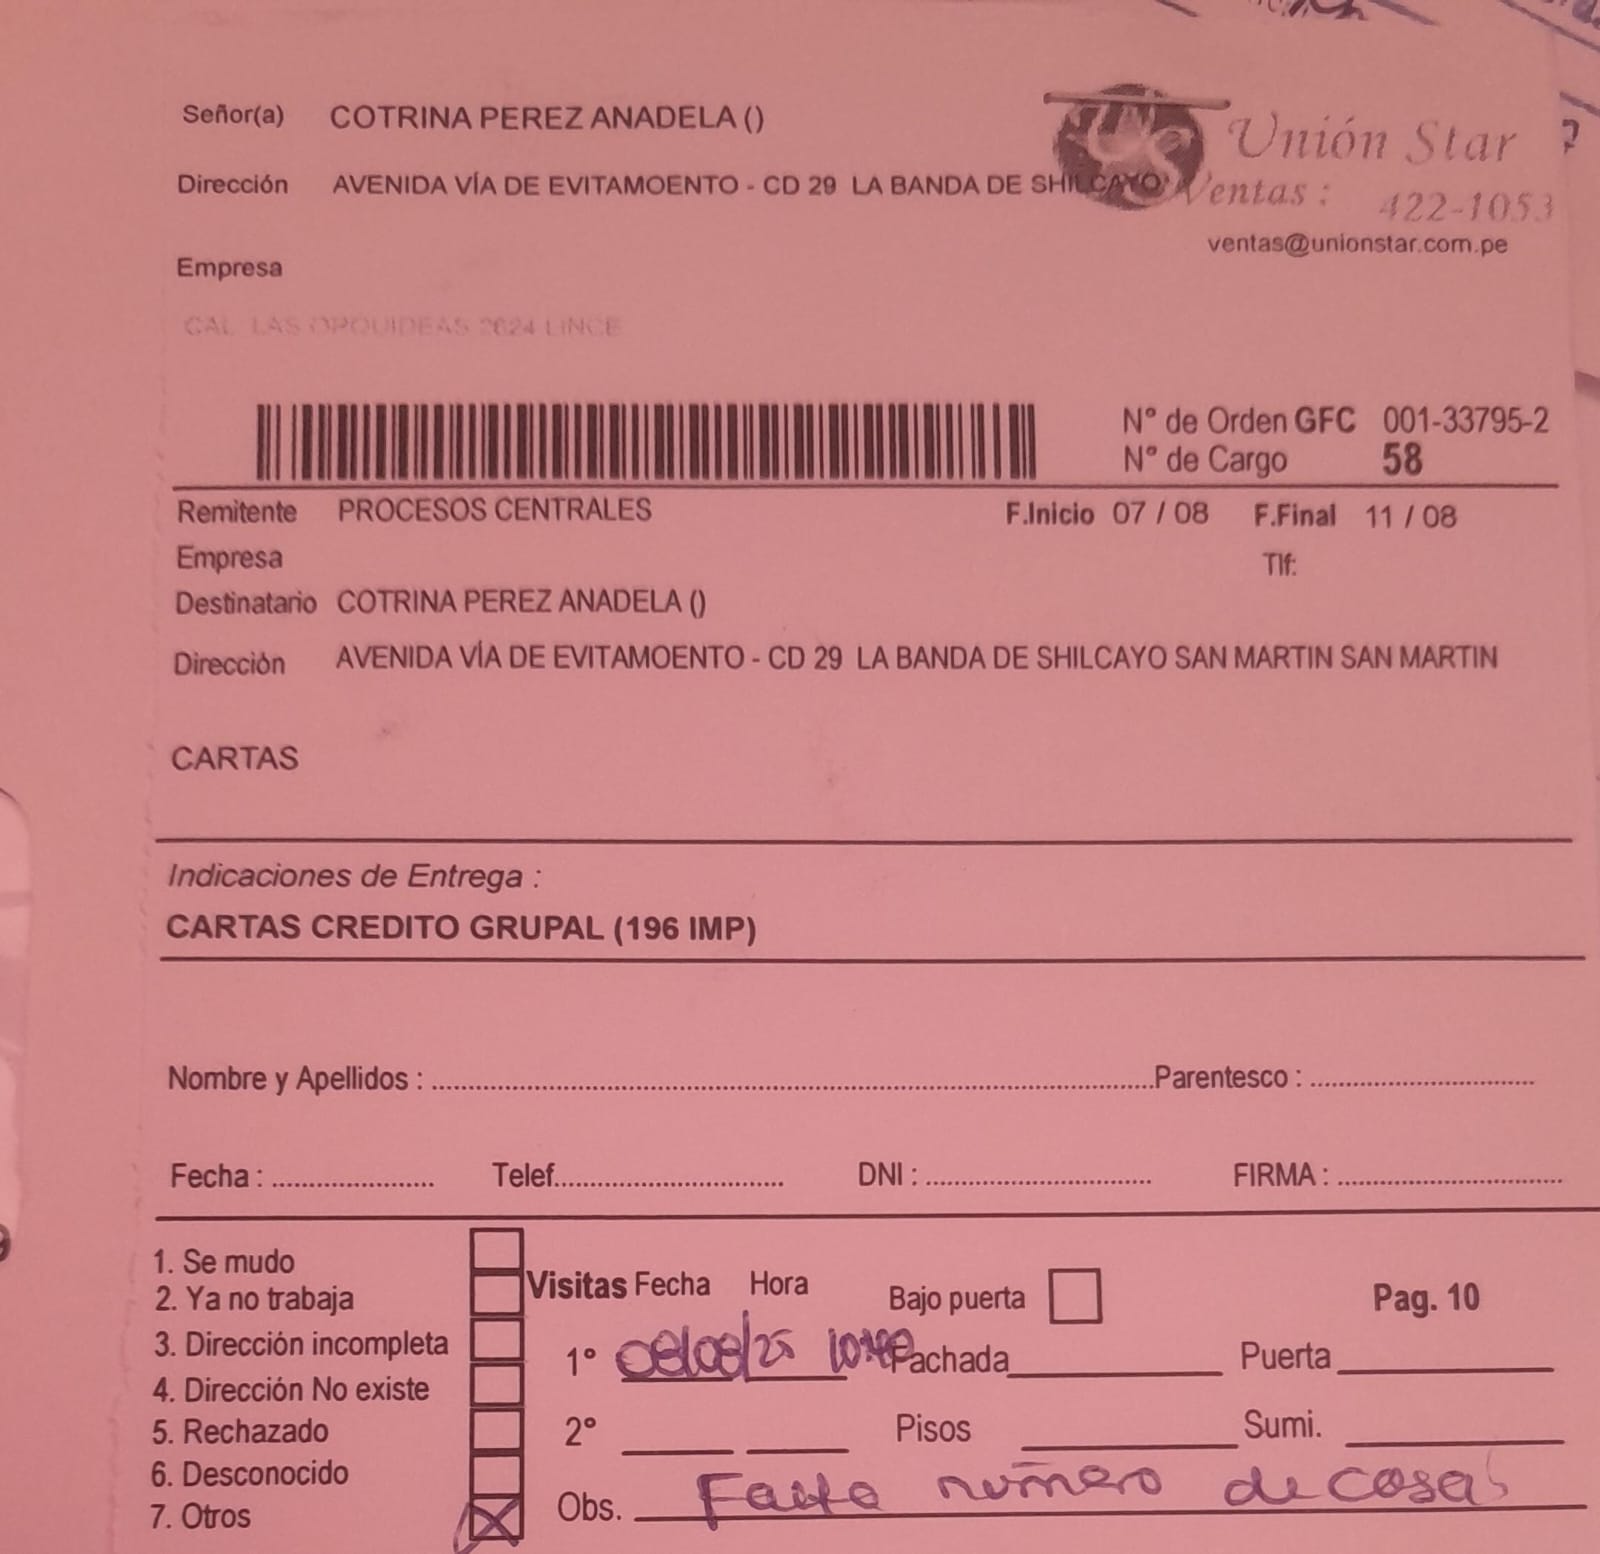 Señor(a) COTRINA PEREZ ANADELA ()
Unión Star
Dirección AVENIDA VÍA DE EVITAMOENTO - CD 29 LA BANDA DE SHILCAYO
Ventas : 422-1053
ventas@unionstar.com.pe
Empresa
CAL LAS ORQUIDEAS 2624 LINCE
N° de Orden GFC 001-33795-2
N° de Cargo 58
Remitente PROCESOS CENTRALES F.Inicio 07 / 08 F.Final 11 / 08
Empresa Tlf:
Destinatario COTRINA PEREZ ANADELA ()
Dirección AVENIDA VÍA DE EVITAMOENTO - CD 29 LA BANDA DE SHILCAYO SAN MARTIN SAN MARTIN
CARTAS
Indicaciones de Entrega :
CARTAS CREDITO GRUPAL (196 IMP)
Nombre y Apellidos : Parentesco :
Fecha : Telef. DNI : FIRMA :
1. Se mudo
2. Ya no trabaja
3. Dirección incompleta
4. Dirección No existe
5. Rechazado
6. Desconocido
7. Otros
Visitas Fecha Hora Bajo puerta Pag. 10
1° 08/08/25 10:40 Fachada Puerta
2° Pisos Sumi.
Obs. Falta número de casa